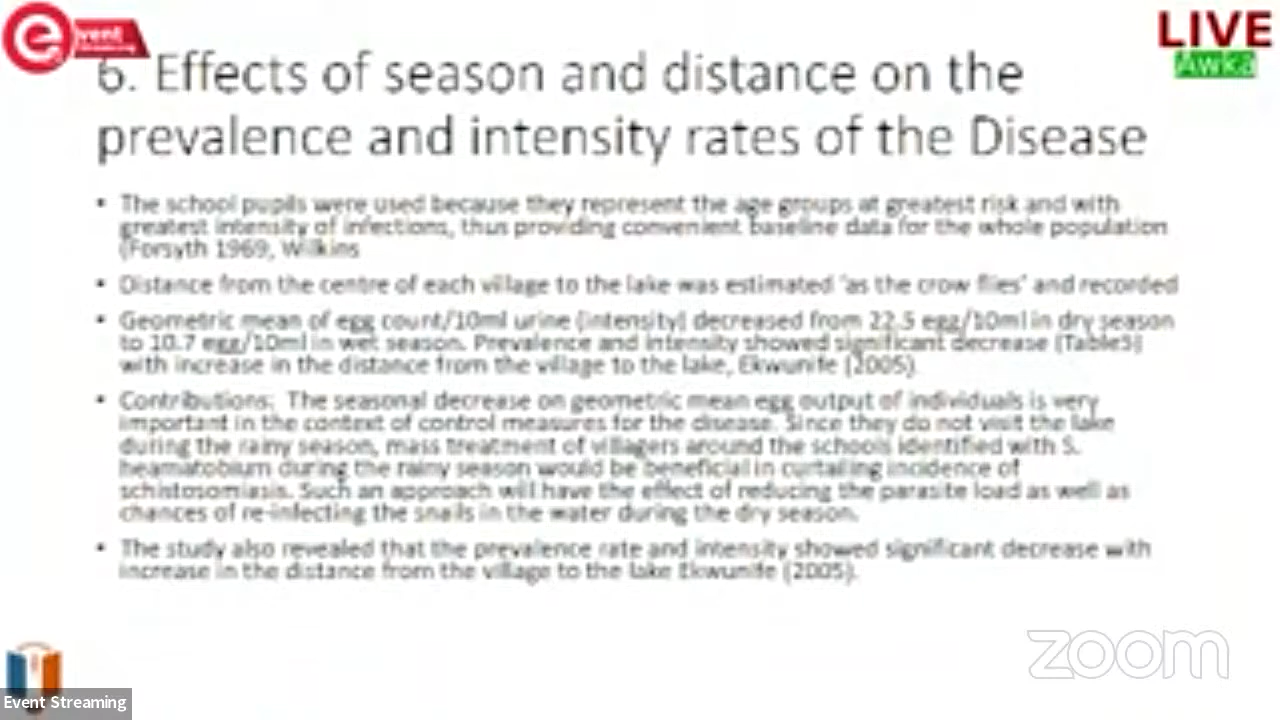 event
Streaming
LIVE
Awka
6. Effects of season and distance on the
prevalence and intensity rates of the Disease
• The school pupils were used because they represent the age groups at greatest risk and with
greatest intensity of infections, thus providing convenient baseline data for the whole population
(Forsyth 1969, Wilkins
• Distance from the centre of each village to the lake was estimated 'as the crow flies' and recorded
• Geometric mean of egg count/10ml urine (intensity) decreased from 22.5 egg/10ml in dry season
to 10.7 egg/10ml in wet season. Prevalence and intensity showed significant decrease (Table5)
with increase in the distance from the village to the lake, Ekwunife (2005).
• Contributions: The seasonal decrease on geometric mean egg output of individuals is very
important in the context of control measures for the disease. Since they do not visit the lake
during the rainy season, mass treatment of villagers around the schools identified with S.
heamatobium during the rainy season would be beneficial in curtailing incidence of
schistosomiasis. Such an approach will have the effect of reducing the parasite load as well as
chances of re-infecting the snails in the water during the dry season.
• The study also revealed that the prevalence rate and intensity showed significant decrease with
increase in the distance from the village to the lake Ekwunife (2005).
zoom
Event Streaming